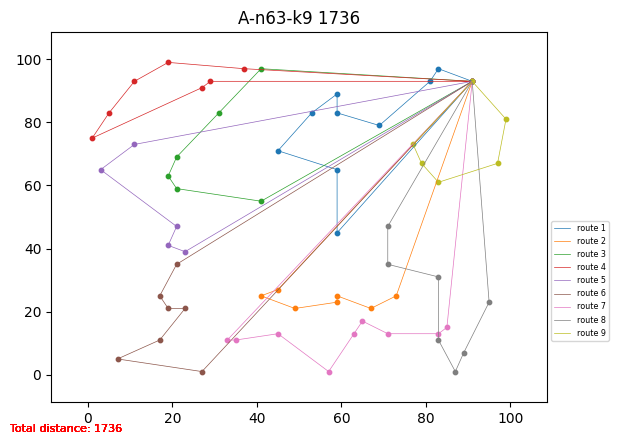 A-n63-k9 1736
100
80
60
40
20
0
0 20 40 60 80 100
route 1
route 2
route 3
route 4
route 5
route 6
route 7
route 8
route 9
Total distance: 1736